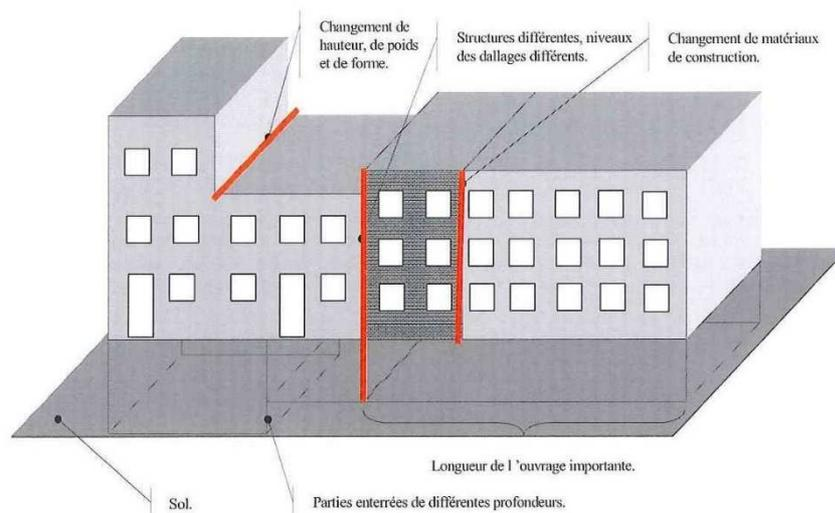 Changement de
hauteur, de poids
et de forme.
Structures différentes, niveaux
des dallages différents.
Changement de matériaux
de construction.
Longueur de l 'ouvrage importante.
Sol.
Parties enterrées de différentes profondeurs.